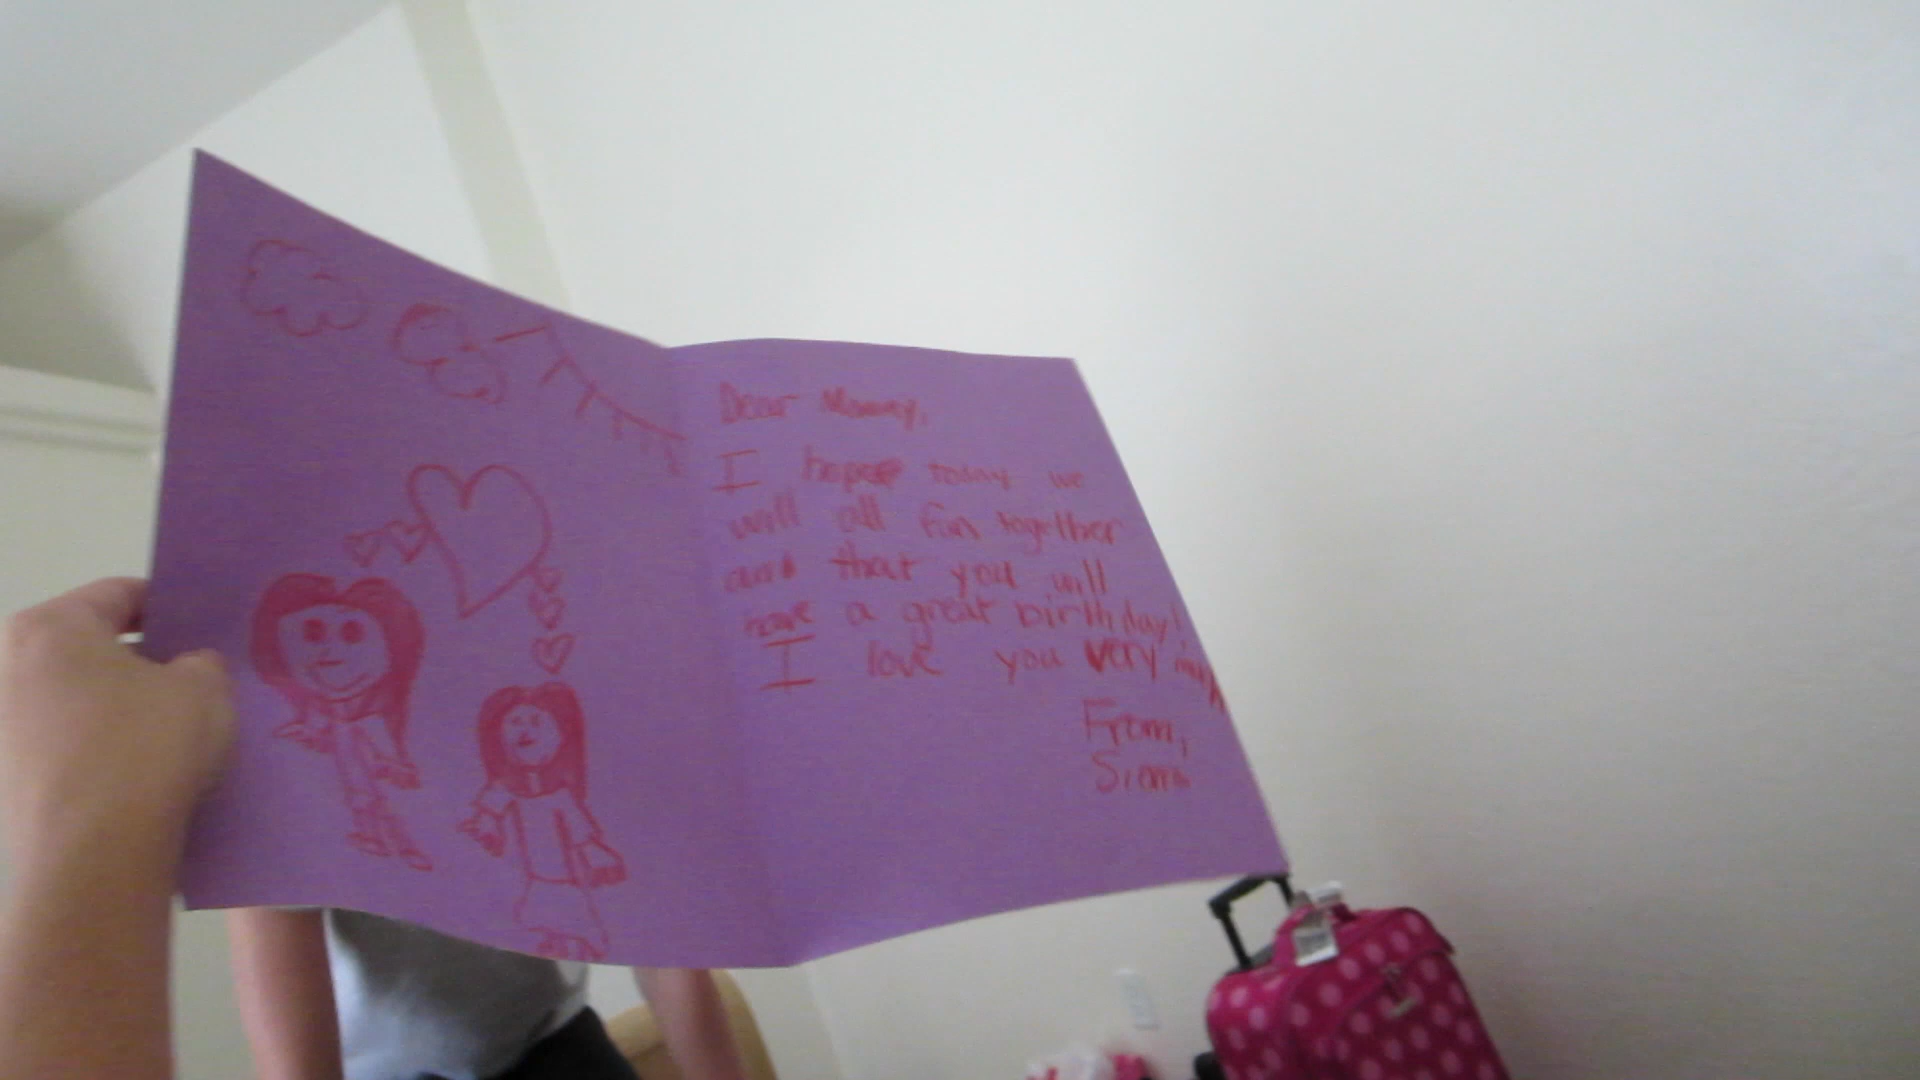 Dear Mommy,
I hope today we
will all fun together
and that you will
have a great birthday!
I love you very
From,